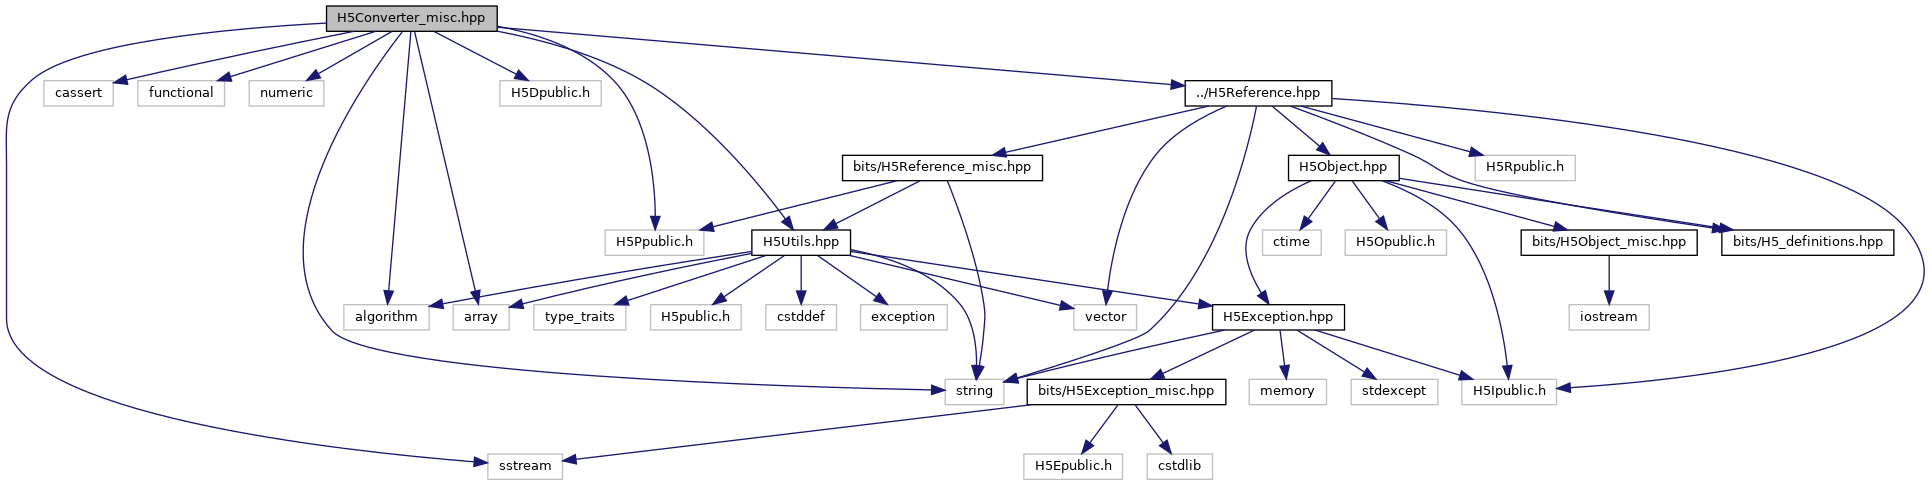 H5Converter_misc.hpp
cassert
functional
numeric
H5Dpublic.h
../H5Reference.hpp
bits/H5Reference_misc.hpp
H5Object.hpp
H5Rpublic.h
H5Ppublic.h
H5Utils.hpp
ctime
H5Opublic.h
bits/H5Object_misc.hpp
bits/H5_definitions.hpp
algorithm
array
type_traits
H5public.h
cstddef
exception
vector
H5Exception.hpp
iostream
string
bits/H5Exception_misc.hpp
memory
stdexcept
H5Ipublic.h
sstream
H5Epublic.h
cstdlib